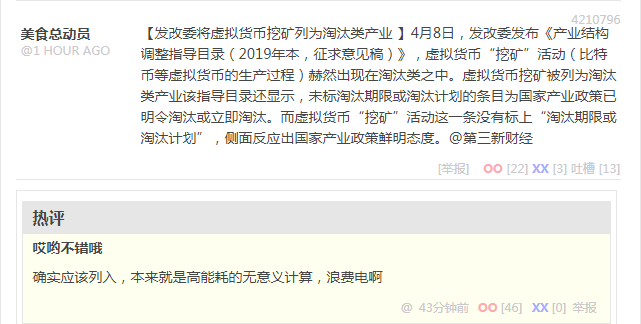 4210796
美食总动员
@1 HOUR AGO
【发改委将虚拟货币挖矿列为淘汰类产业 】4月8日，发改委发布《产业结构
调整指导目录（2019年本，征求意见稿）》，虚拟货币“挖矿”活动（比特
币等虚拟货币的生产过程）赫然出现在淘汰类之中。虚拟货币挖矿被列为淘汰
类产业该指导目录还显示，未标淘汰期限或淘汰计划的条目为国家产业政策已
明令淘汰或立即淘汰。而虚拟货币“挖矿”活动这一条没有标上“淘汰期限或
淘汰计划”，侧面反应出国家产业政策鲜明态度。@第三新财经
[举报] OO [22] XX [3] 吐槽 [13]
热评
哎哟不错哦
确实应该列入，本来就是高能耗的无意义计算，浪费电啊
@ 43分钟前 OO [46] XX [0] 举报